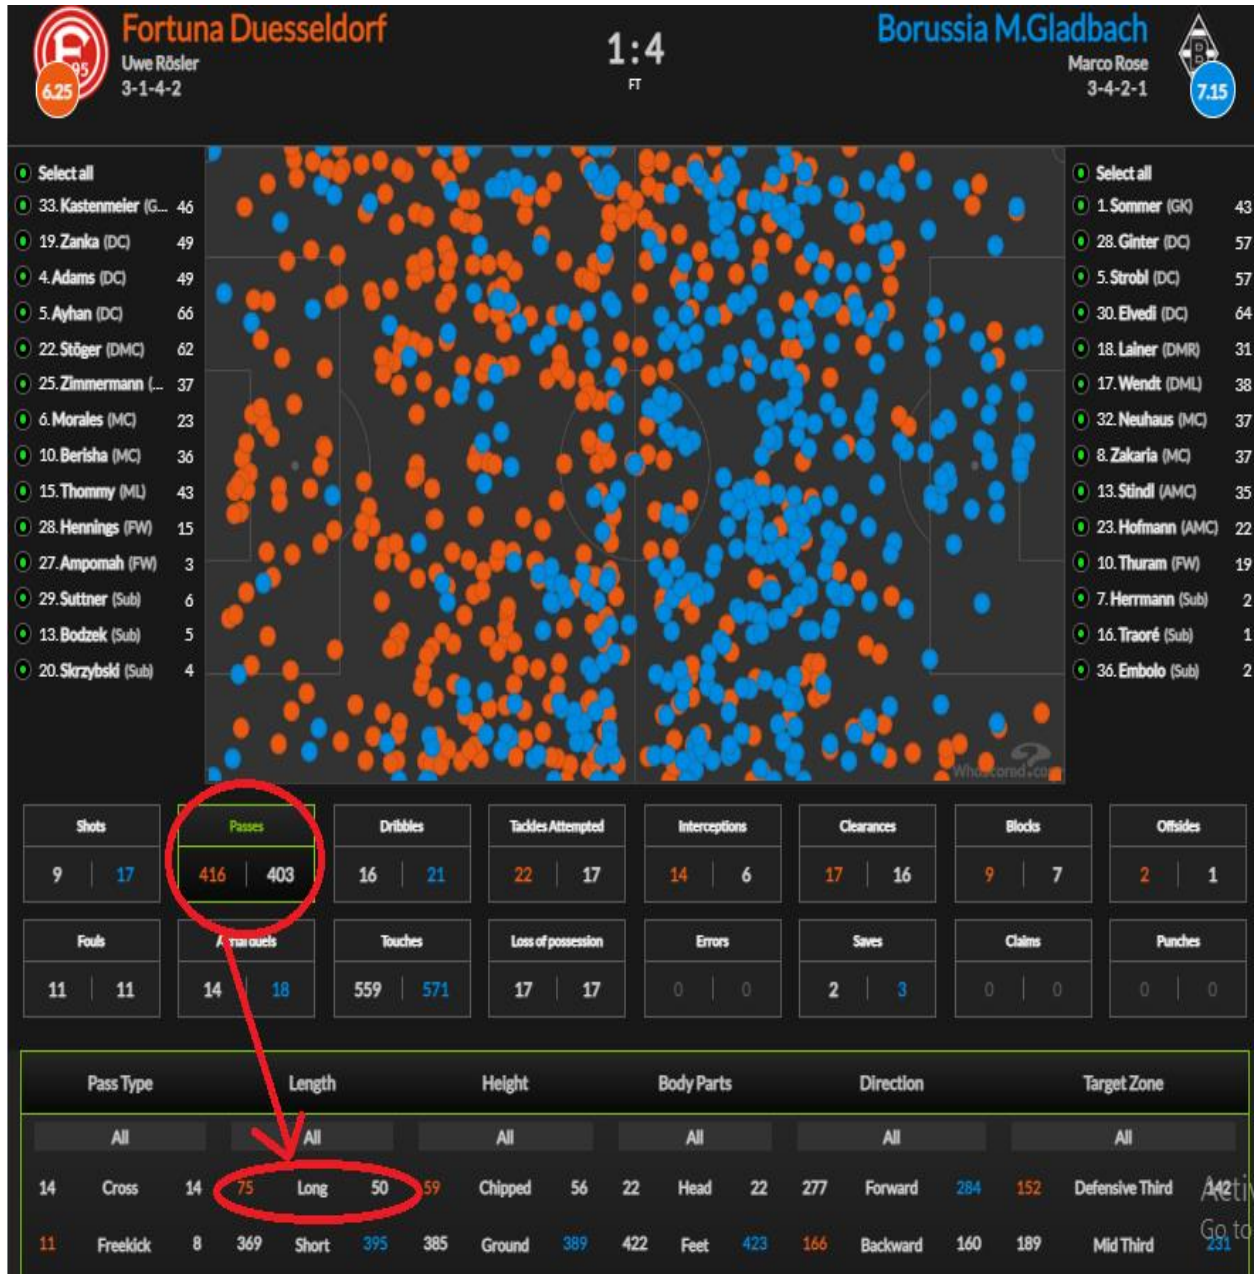 Fortuna Duesseldorf
Uwe Rösler
3-1-4-2
6.25
1 : 4
FT
Borussia M.Gladbach
Marco Rose
3-4-2-1
7.15
Select all
33. Kastenmeier (G... 46
19. Zanka (DC) 49
4. Adams (DC) 49
5. Ayhan (DC) 66
22. Stöger (DMC) 62
25. Zimmermann (... 37
6. Morales (MC) 23
10. Berisha (MC) 36
15. Thommy (ML) 43
28. Hennings (FW) 15
27. Ampomah (FW) 3
29. Suttner (Sub) 6
13. Bodzek (Sub) 5
20. Skrzybski (Sub) 4
Select all
1. Sommer (GK) 43
28. Ginter (DC) 57
5. Strobl (DC) 57
30. Elvedi (DC) 64
18. Lainer (DMR) 31
17. Wendt (DML) 38
32. Neuhaus (MC) 37
8. Zakaria (MC) 37
13. Stindl (AMC) 35
23. Hofmann (AMC) 22
10. Thuram (FW) 19
7. Herrmann (Sub) 2
16. Traoré (Sub) 1
36. Embolo (Sub) 2
Shots Passes Dribbles Tackles Attempted Interceptions Clearances Blocks Offsides
9 17 416 403 16 21 22 17 14 6 17 16 9 7 2 1
Fouls duels Touches Loss of possession Errors Saves Claims Punches
11 11 14 18 559 571 17 17 0 0 2 3 0 0 0 0
Pass Type Length Height Body Parts Direction Target Zone
All All All All All All
14 Cross 14 75 Long 50 59 Chipped 56 22 Head 22 277 Forward 284 152 Defensive Third 142
11 Freekick 8 369 Short 395 385 Ground 389 422 Feet 423 166 Backward 160 189 Mid Third 231
Go to